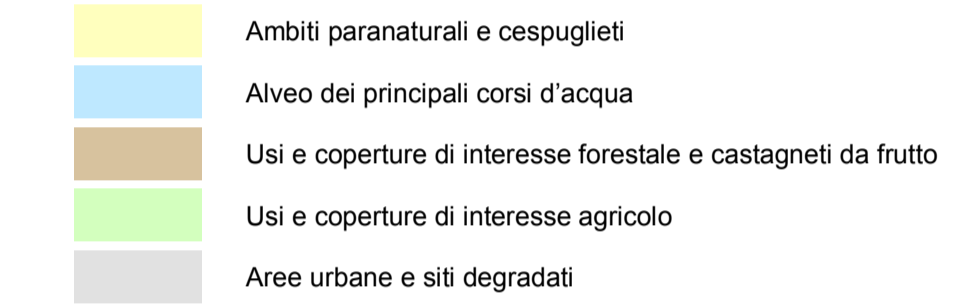 Ambiti paranaturali e cespuglieti
Alveo dei principali corsi d’acqua
Usi e coperture di interesse forestale e castagneti da frutto
Usi e coperture di interesse agricolo
Aree urbane e siti degradati